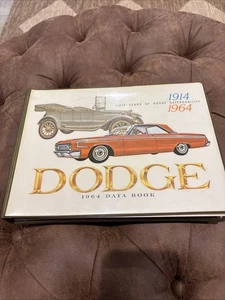 1914
FIFTY YEARS OF DODGE DEPENDABILITY
1964
DODGE
1964 DATA BOOK